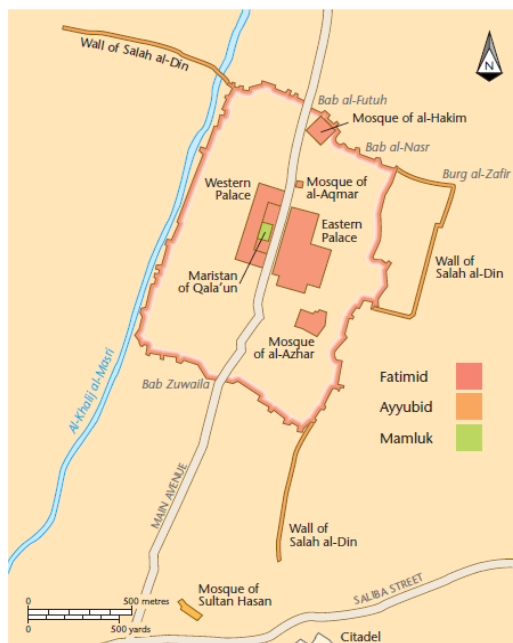 Wall of Salah al-Din
N
Bab al-Futuh
Mosque of al-Hakim
Bab al-Nasr
Burg al-Zafir
Western
Palace
Mosque of
al-Aqmar
Eastern
Palace
Maristan
of Qala'un
Wall of
Salah al-Din
Mosque
of al-Azhar
Al-Khalij al-Masri
Bab Zuwaila
Fatimid
Ayyubid
Mamluk
MAIN AVENUE
Wall of
Salah al-Din
Mosque of
Sultan Hasan
SALIBA STREET
0 500 metres
0 500 yards
Citadel